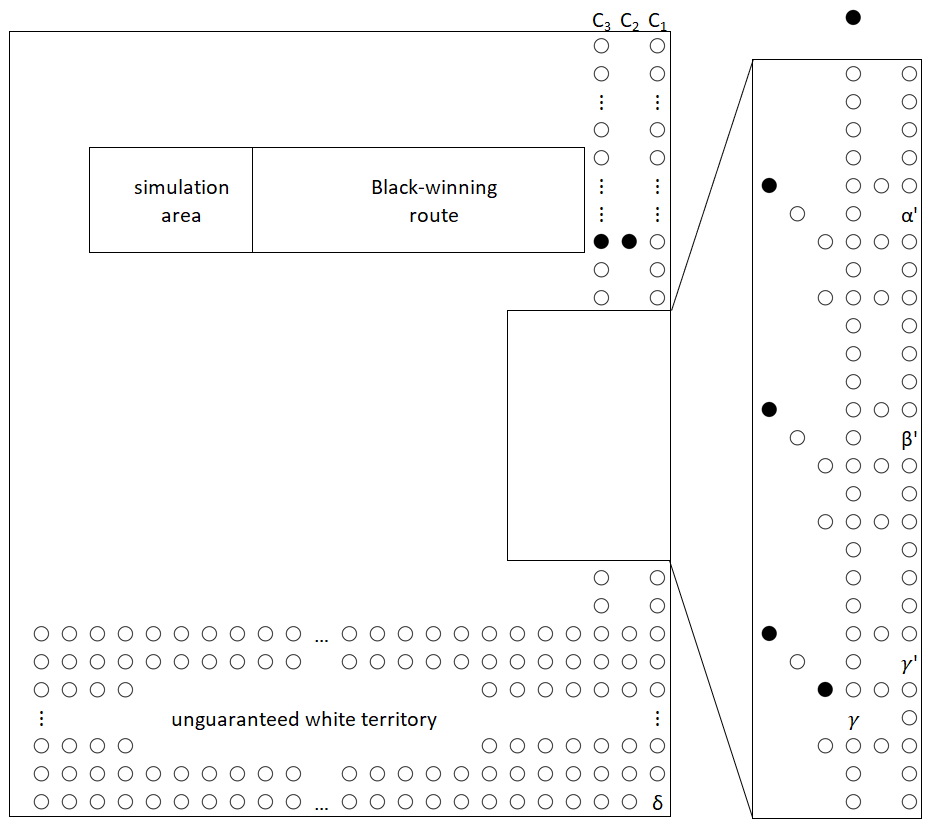 C₃ C₂ C₁
⋮ ⋮
simulation area
Black-winning route
⋮ ⋮
⋮ ⋮
α'
β'
γ'
...
⋮ unguaranteed white territory ⋮
γ
...
δ